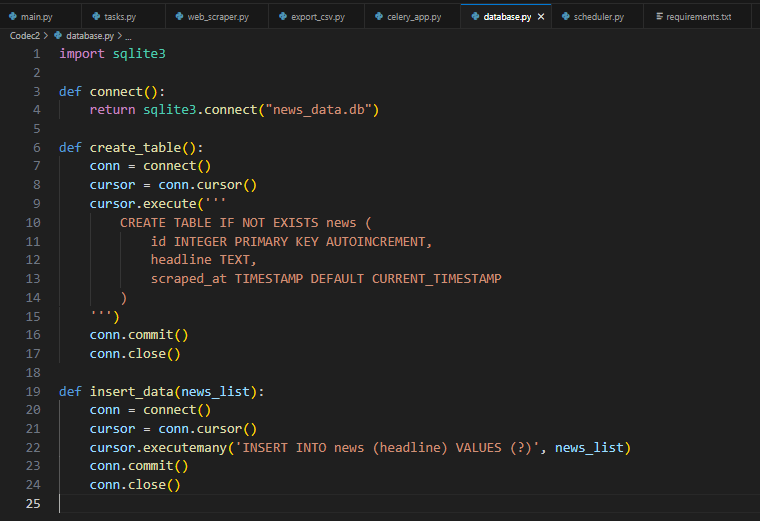 main.py tasks.py web_scraper.py export_csv.py celery_app.py database.py scheduler.py requirements.txt
Codec2 > database.py > ...
1 import sqlite3
2
3 def connect():
4     return sqlite3.connect("news_data.db")
5
6 def create_table():
7     conn = connect()
8     cursor = conn.cursor()
9     cursor.execute('''
10         CREATE TABLE IF NOT EXISTS news (
11             id INTEGER PRIMARY KEY AUTOINCREMENT,
12             headline TEXT,
13             scraped_at TIMESTAMP DEFAULT CURRENT_TIMESTAMP
14         )
15     ''')
16     conn.commit()
17     conn.close()
18
19 def insert_data(news_list):
20     conn = connect()
21     cursor = conn.cursor()
22     cursor.executemany('INSERT INTO news (headline) VALUES (?)', news_list)
23     conn.commit()
24     conn.close()
25